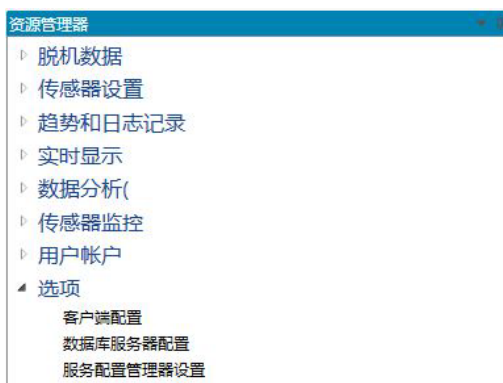 资源管理器
脱机数据
传感器设置
趋势和日志记录
实时显示
数据分析(
传感器监控
用户帐户
选项
客户端配置
数据库服务器配置
服务配置管理器设置